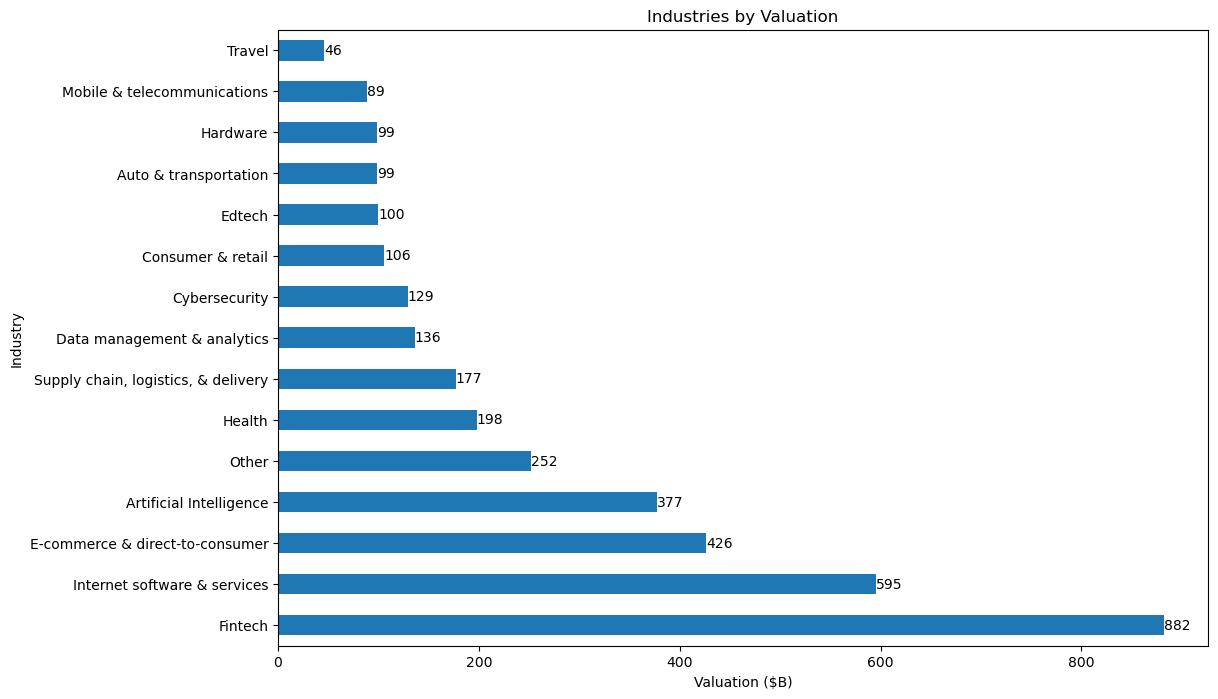 Industries by Valuation
Travel 46
Mobile & telecommunications 89
Hardware 99
Auto & transportation 99
Edtech 100
Consumer & retail 106
Cybersecurity 129
Data management & analytics 136
Supply chain, logistics, & delivery 177
Health 198
Other 252
Artificial Intelligence 377
E-commerce & direct-to-consumer 426
Internet software & services 595
Fintech 882
Industry
0 200 400 600 800
Valuation ($B)